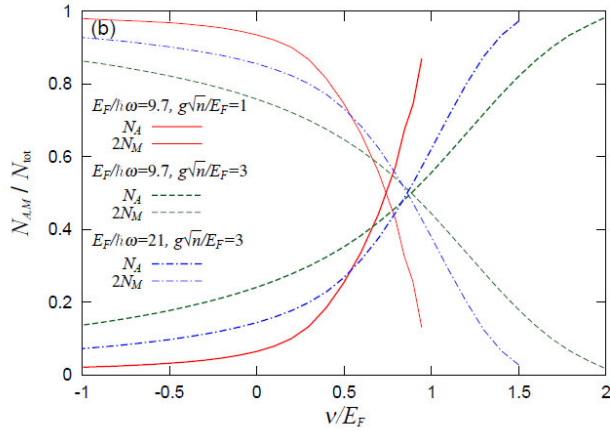 (b)
1
0.8
0.6
0.4
0.2
0
N_{A,M} / N_{tot}
E_F/ℏω=9.7, g√n/E_F=1
N_A
2N_M
E_F/ℏω=9.7, g√n/E_F=3
N_A
2N_M
E_F/ℏω=21, g√n/E_F=3
N_A
2N_M
-1 -0.5 0 0.5 1 1.5 2
ν/E_F